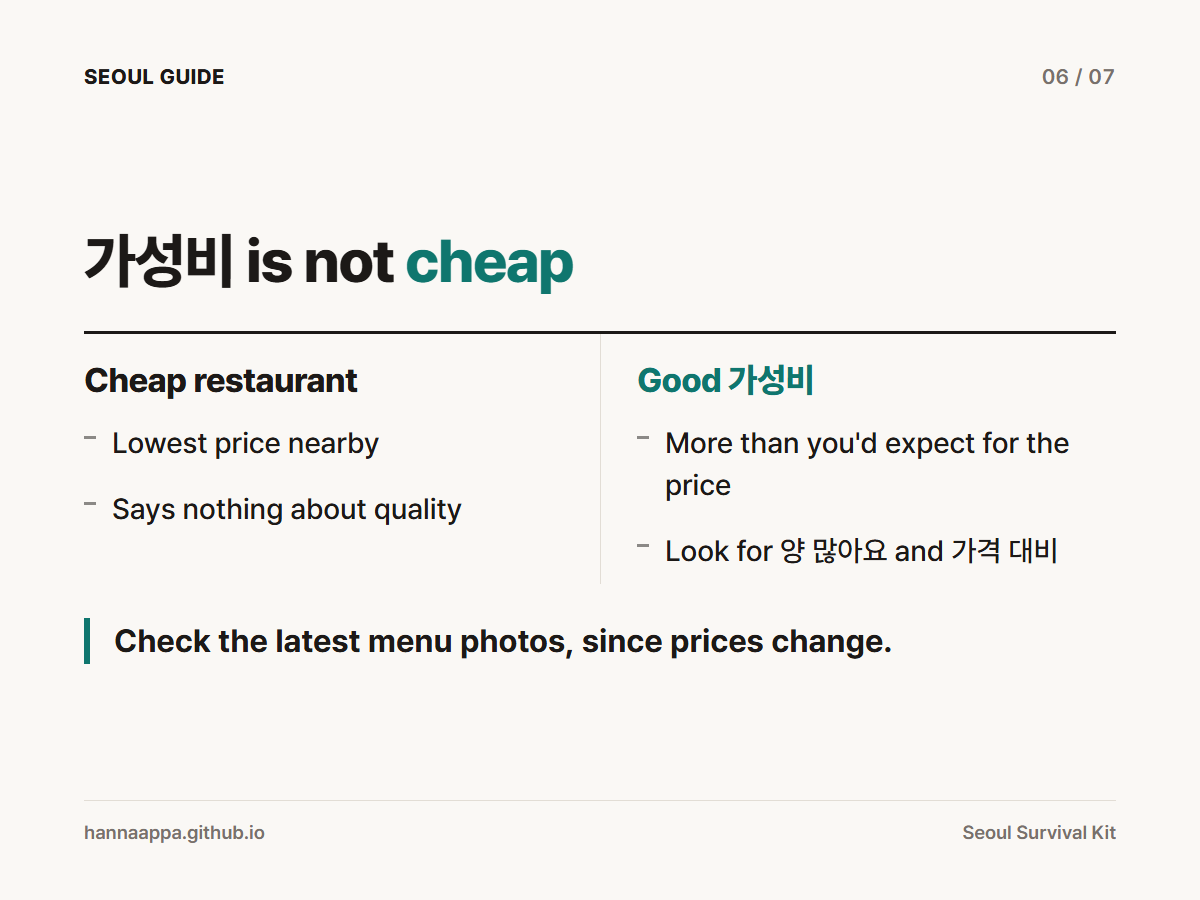 SEOUL GUIDE
06 / 07
가성비 is not cheap
Cheap restaurant
– Lowest price nearby
– Says nothing about quality
Good 가성비
– More than you'd expect for the
price
– Look for 양 많아요 and 가격 대비
Check the latest menu photos, since prices change.
hannaappa.github.io
Seoul Survival Kit